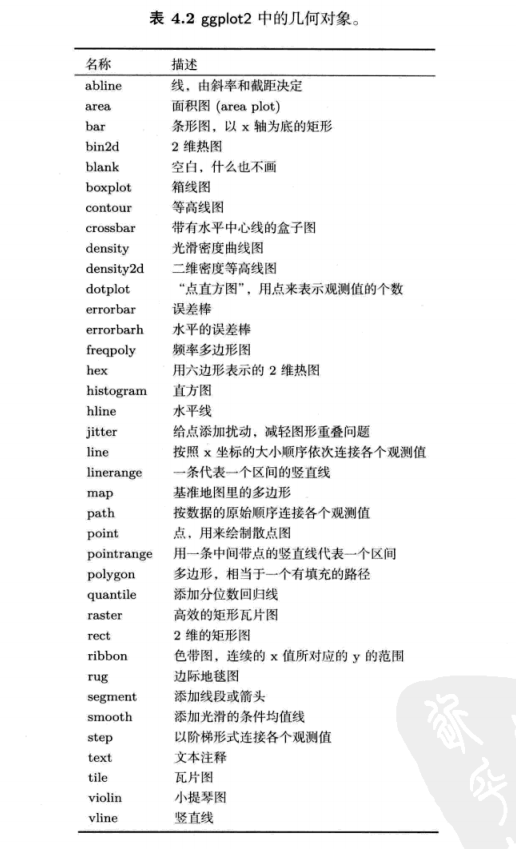 表 4.2 ggplot2 中的几何对象。
名称 描述
abline 线，由斜率和截距决定
area 面积图 (area plot)
bar 条形图，以 x 轴为底的矩形
bin2d 2 维热图
blank 空白，什么也不画
boxplot 箱线图
contour 等高线图
crossbar 带有水平中心线的盒子图
density 光滑密度曲线图
density2d 二维密度等高线图
dotplot “点直方图”，用点来表示观测值的个数
errorbar 误差棒
errorbarh 水平的误差棒
freqpoly 频率多边形图
hex 用六边形表示的 2 维热图
histogram 直方图
hline 水平线
jitter 给点添加扰动，减轻图形重叠问题
line 按照 x 坐标的大小顺序依次连接各个观测值
linerange 一条代表一个区间的竖直线
map 基准地图里的多边形
path 按数据的原始顺序连接各个观测值
point 点，用来绘制散点图
pointrange 用一条中间带点的竖直线代表一个区间
polygon 多边形，相当于一个有填充的路径
quantile 添加分位数回归线
raster 高效的矩形瓦片图
rect 2 维的矩形图
ribbon 色带图，连续的 x 值所对应的 y 的范围
rug 边际地毯图
segment 添加线段或箭头
smooth 添加光滑的条件均值线
step 以阶梯形式连接各个观测值
text 文本注释
tile 瓦片图
violin 小提琴图
vline 竖直线